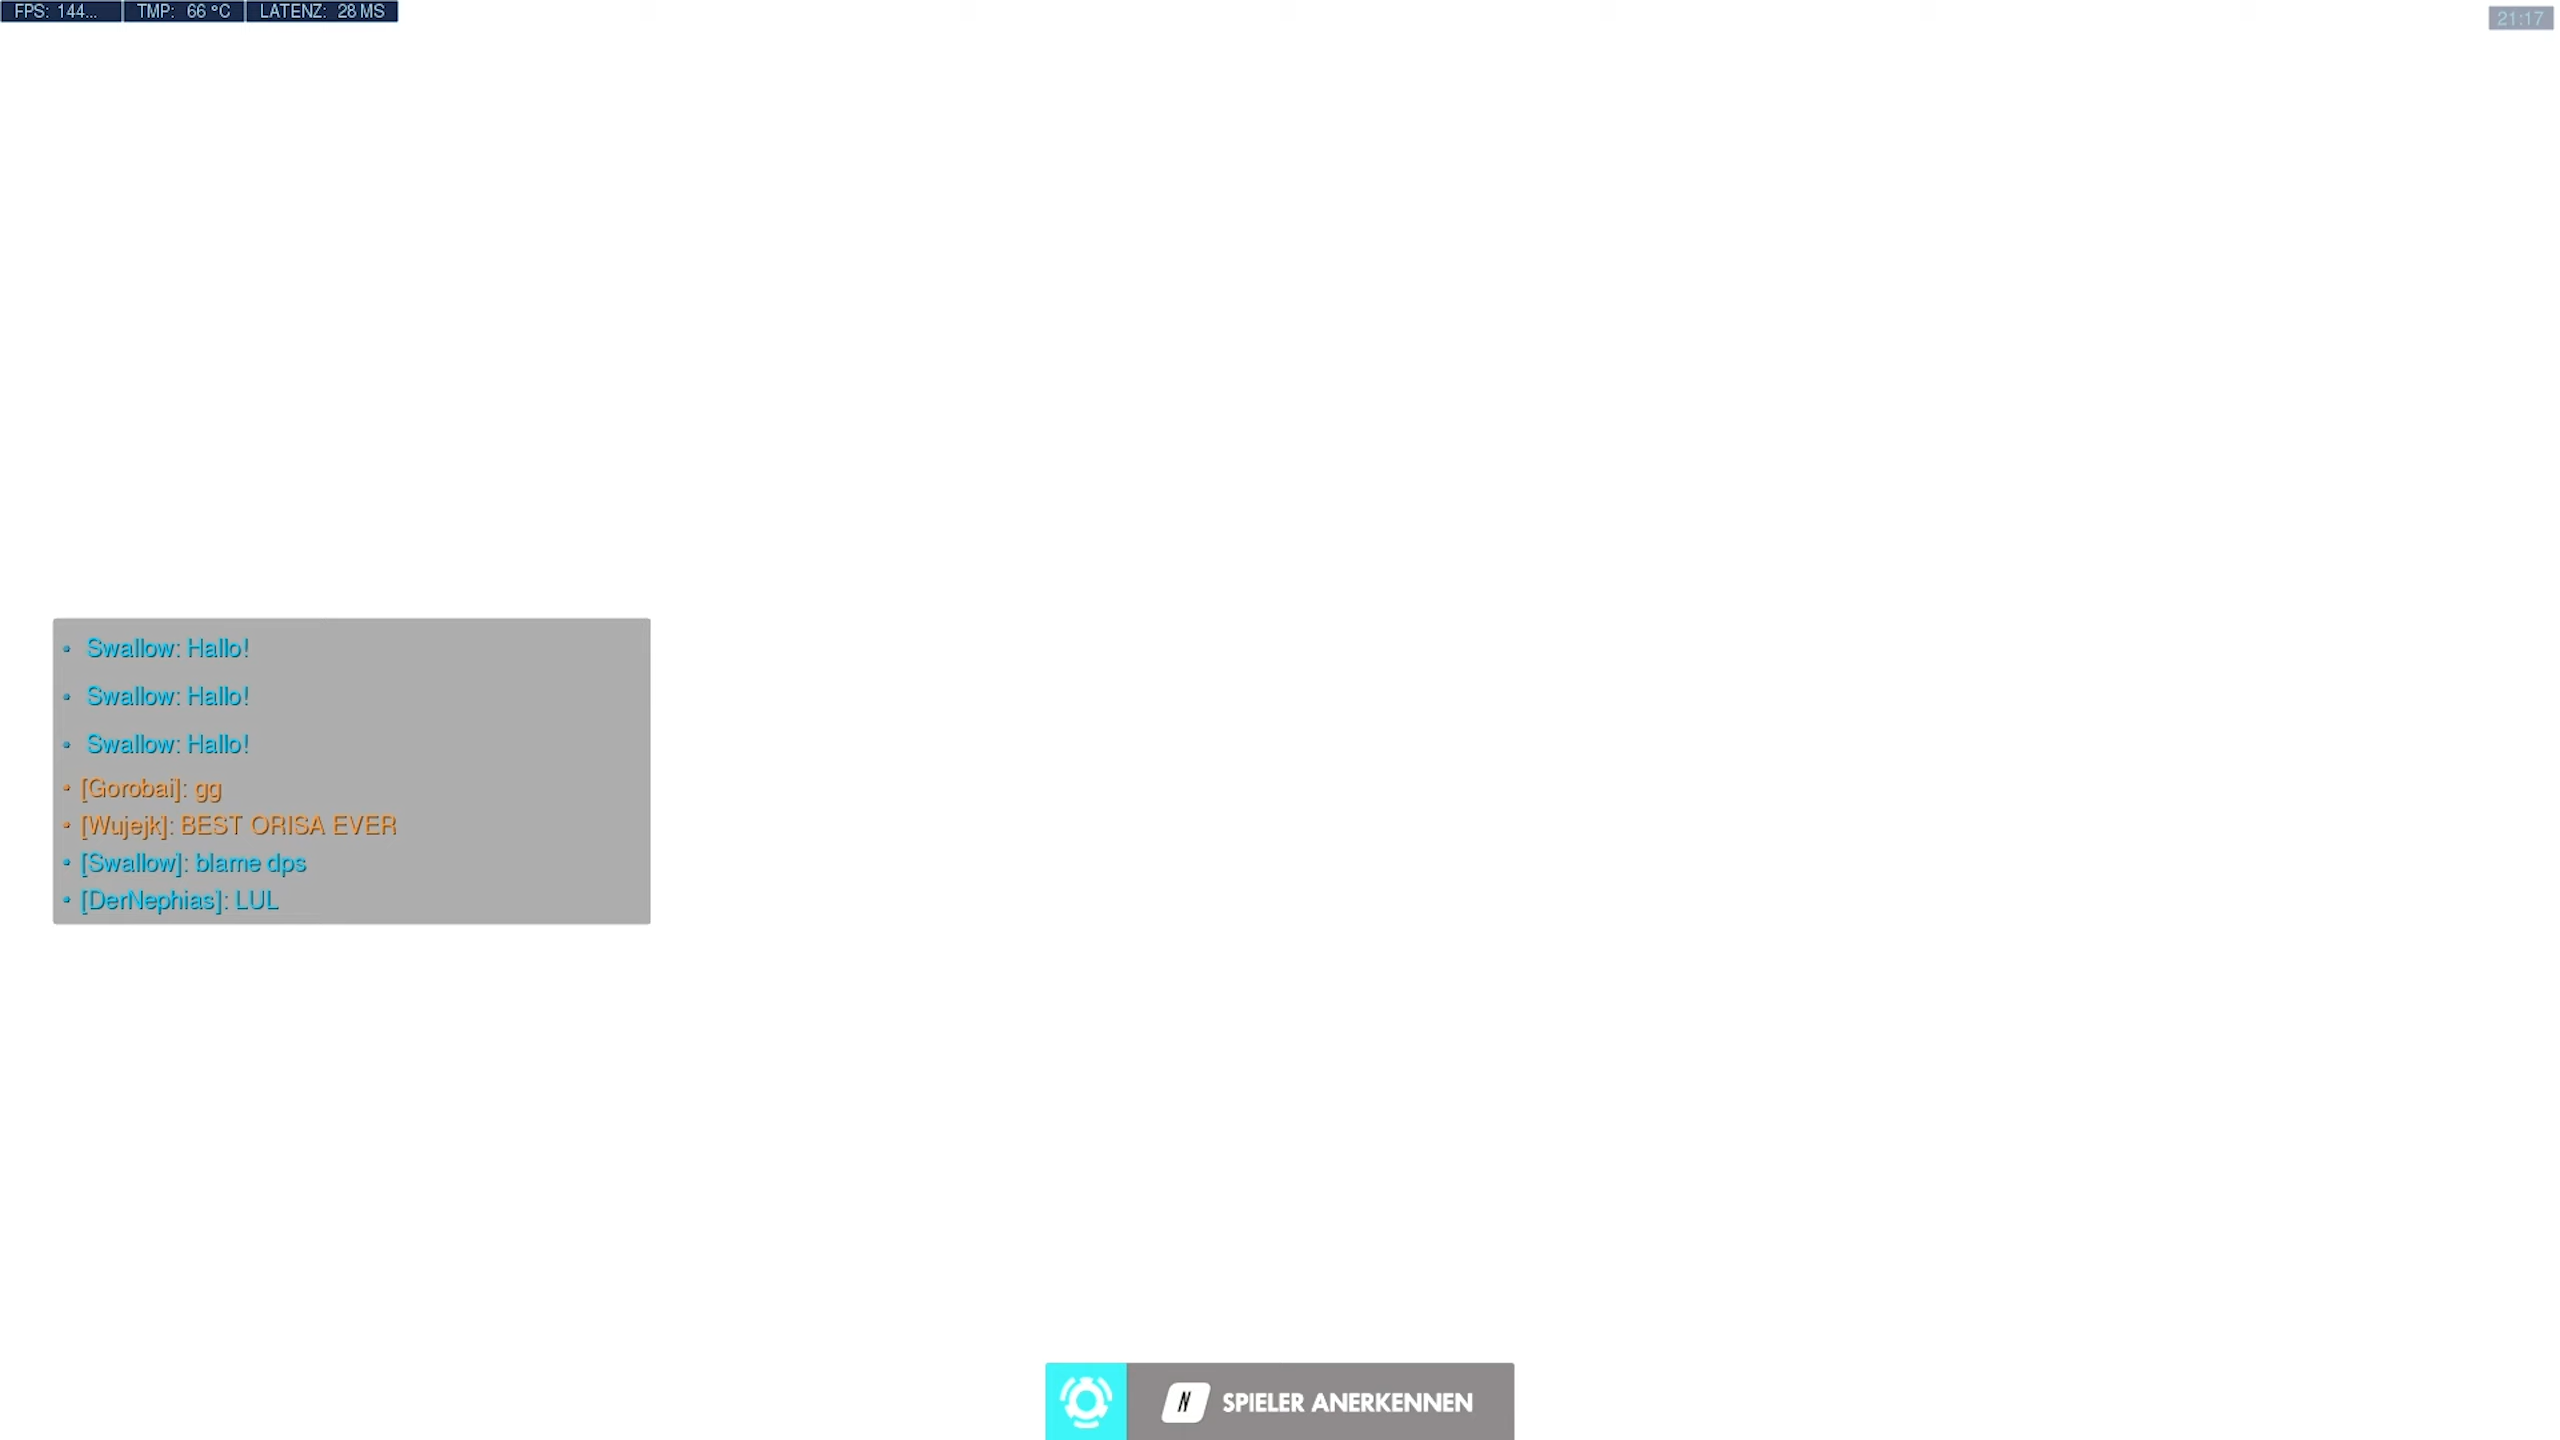 FPS: 144... TMP: 66 °C LATENZ: 28 MS
21:17
• Swallow: Hallo!
• Swallow: Hallo!
• Swallow: Hallo!
• [Gorobai]: gg
• [Wujejk]: BEST ORISA EVER
• [Swallow]: blame dps
• [DerNephias]: LUL
N SPIELER ANERKENNEN